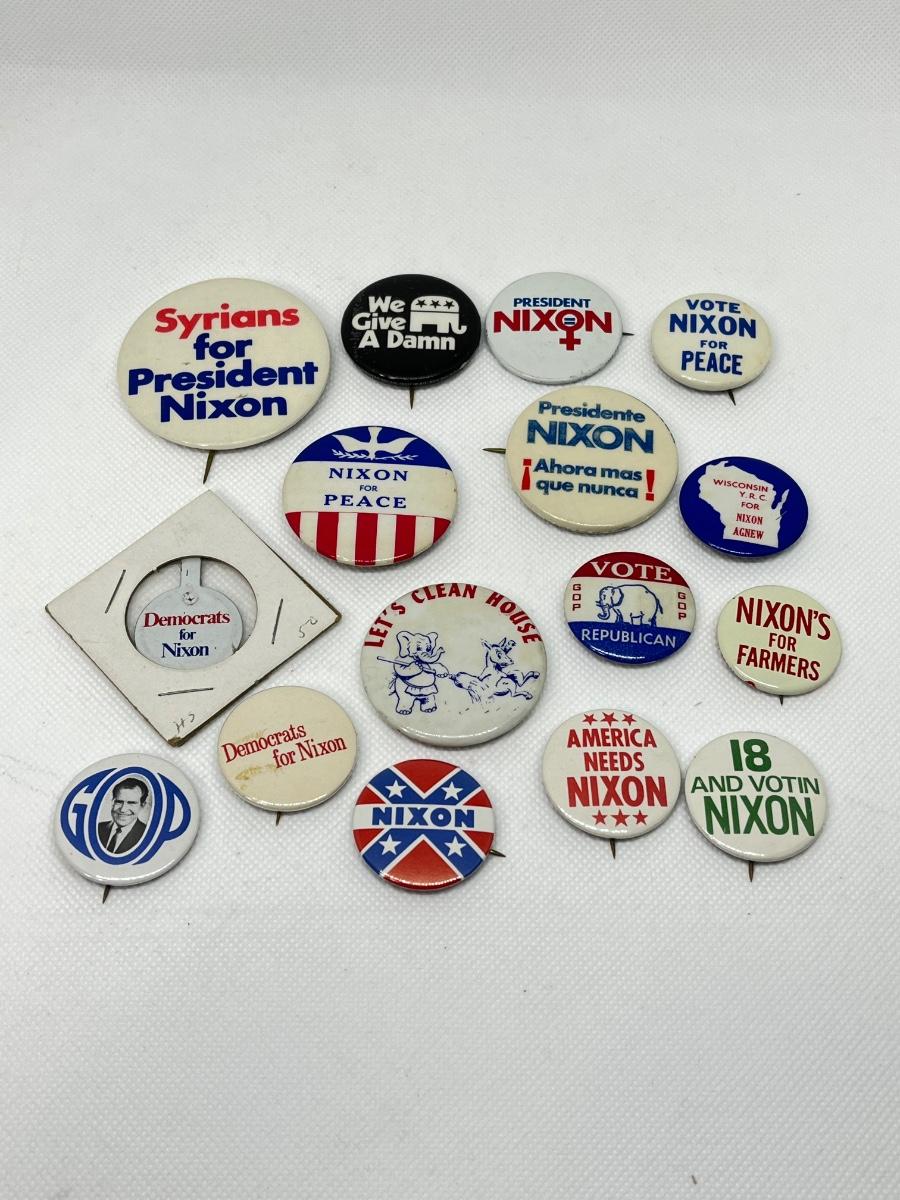 Syrians
for
President
Nixon
We
Give
A Damn
PRESIDENT
NIXON
VOTE
NIXON
FOR
PEACE
NIXON
FOR
PEACE
Presidente
NIXON
¡Ahora mas
que nunca!
WISCONSIN
Y.R.C.
FOR
NIXON
AGNEW
Democrats
for
Nixon
50
LET'S CLEAN HOUSE
VOTE
GOP
GOP
REPUBLICAN
NIXON'S
FOR
FARMERS
Democrats
for Nixon
GOP
NIXON
AMERICA
NEEDS
NIXON
18
AND VOTIN
NIXON